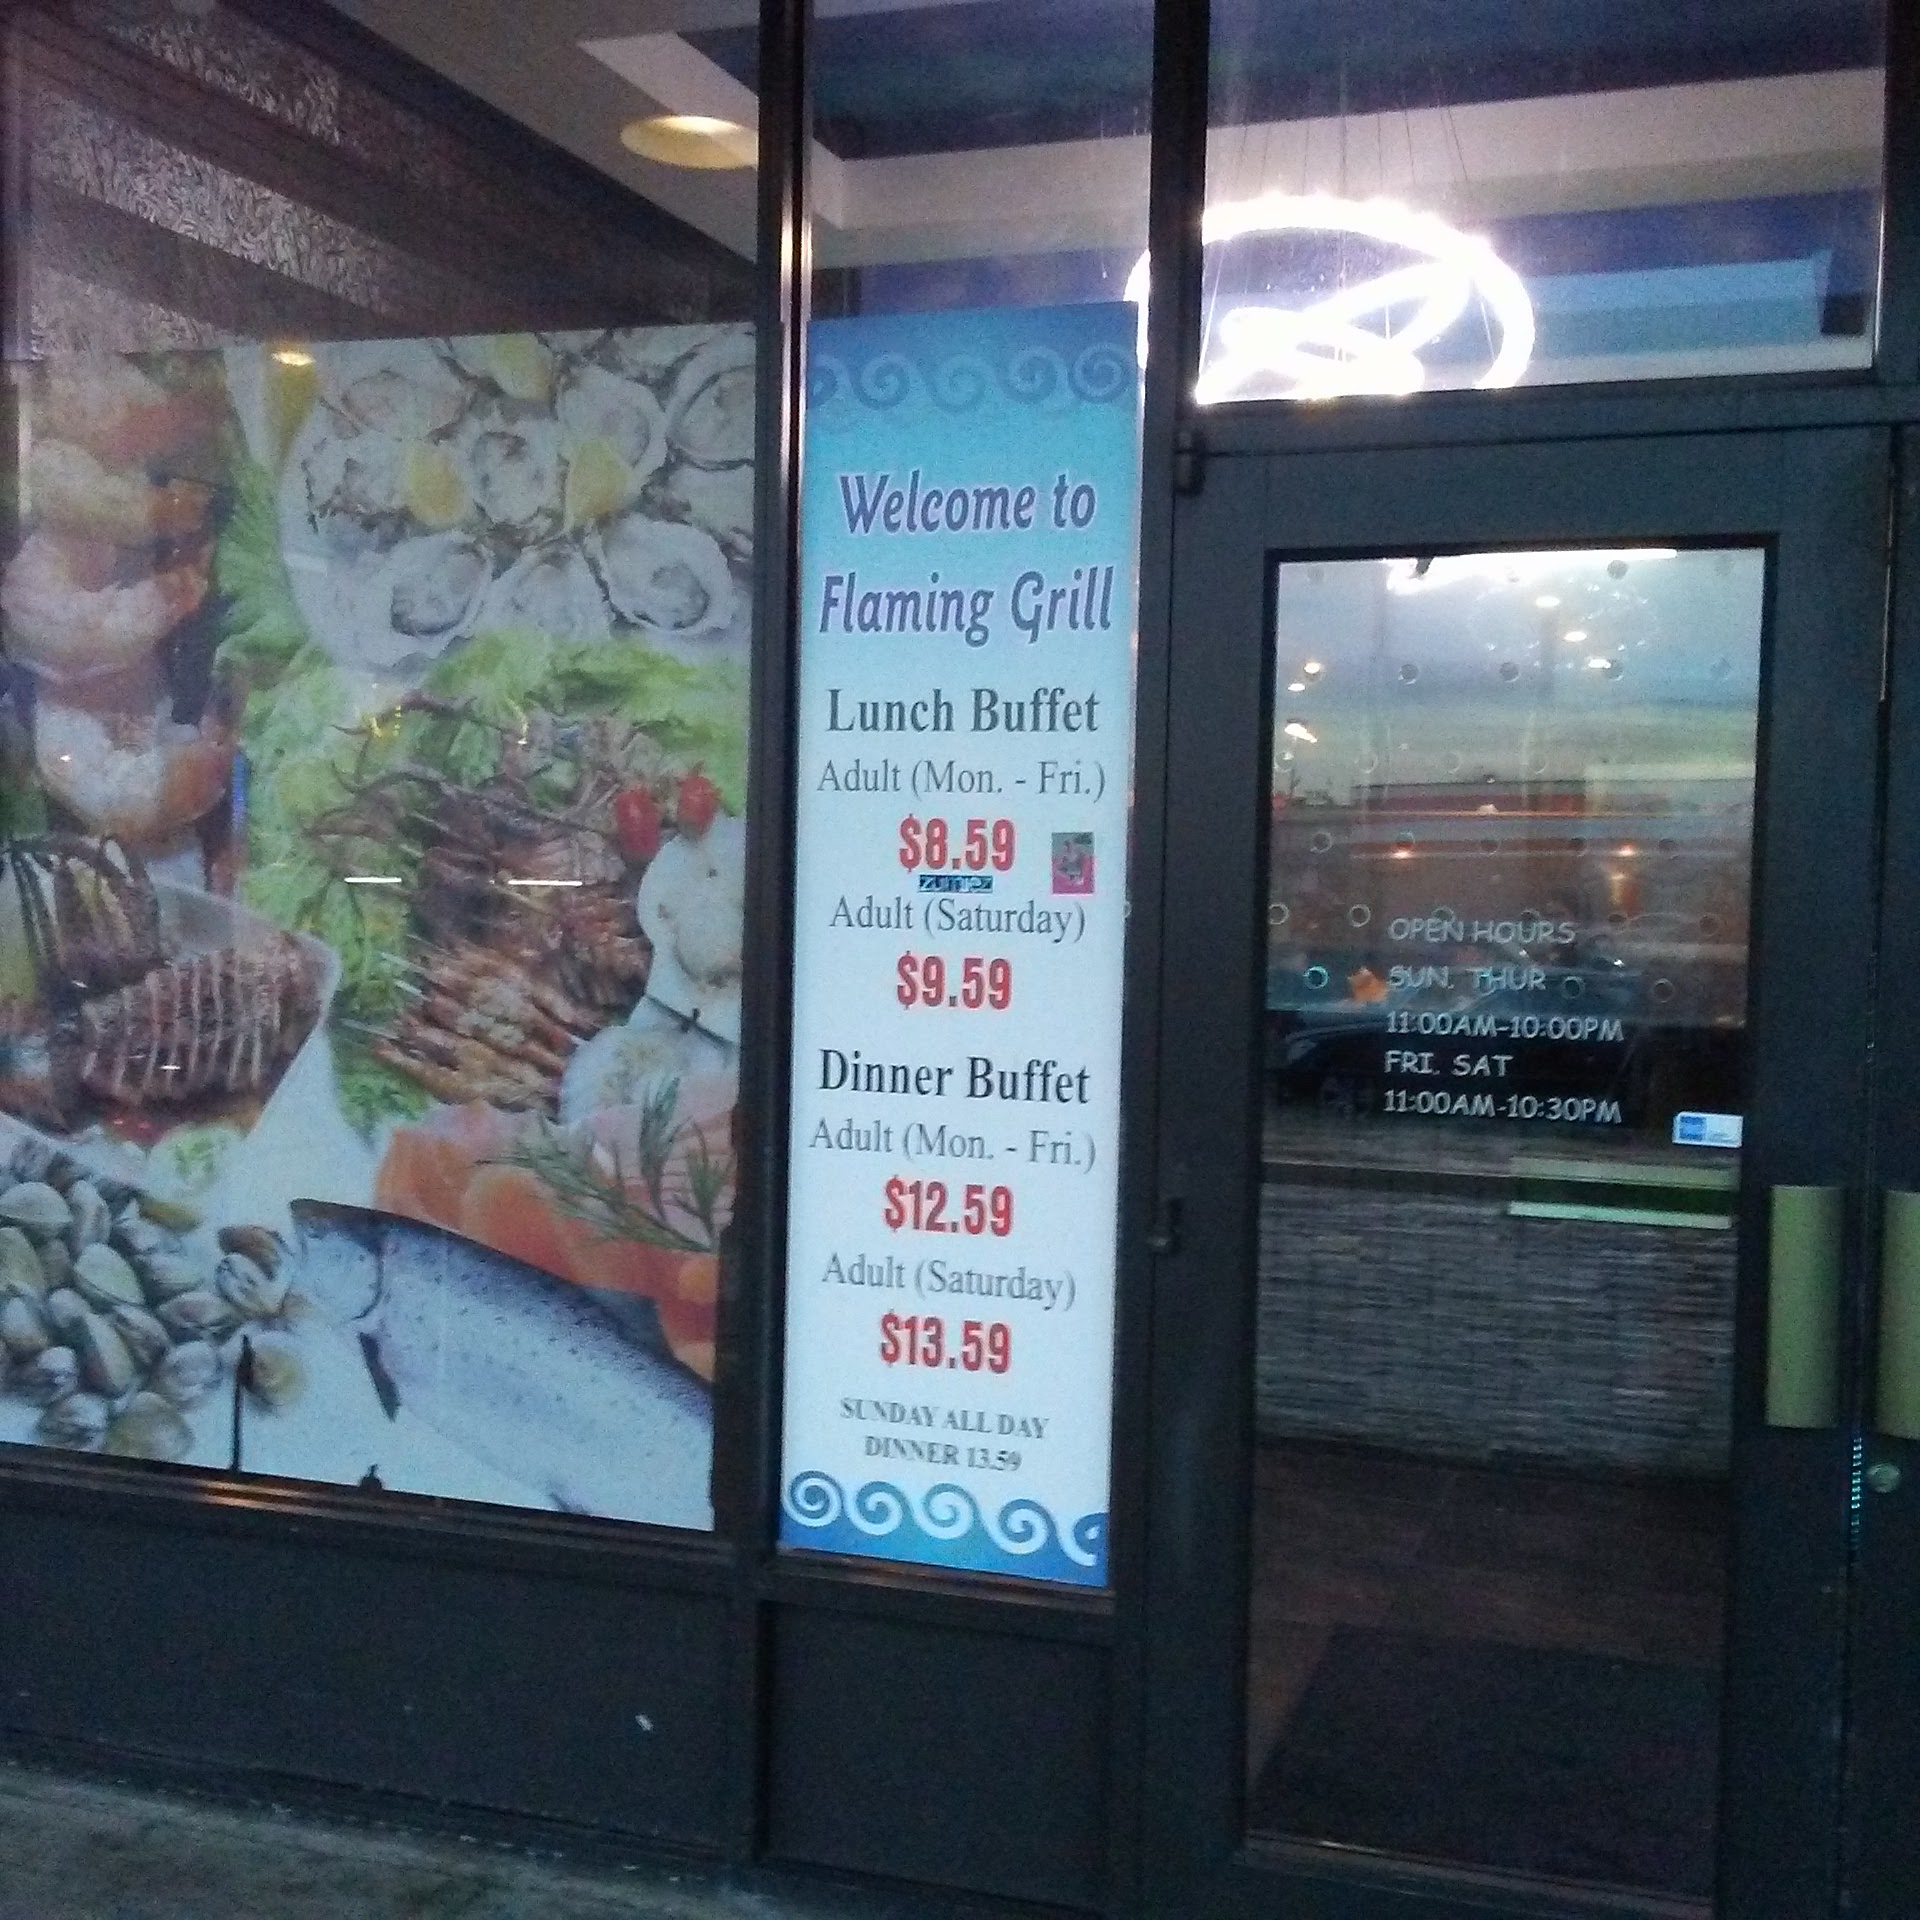 Welcome to
Flaming Grill
Lunch Buffet
Adult (Mon. - Fri.)
$8.59
zumiez
Adult (Saturday)
$9.59
Dinner Buffet
Adult (Mon. - Fri.)
$12.59
Adult (Saturday)
$13.59
SUNDAY ALL DAY
DINNER 13.59
OPEN HOURS
SUN. THUR
11:00AM-10:00PM
FRI. SAT
11:00AM-10:30PM